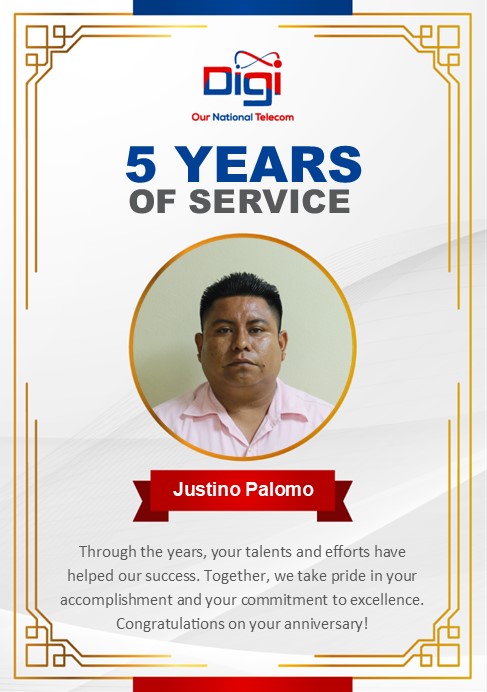 Digi
Our National Telecom
5 YEARS
OF SERVICE
Justino Palomo
Through the years, your talents and efforts have
helped our success. Together, we take pride in your
accomplishment and your commitment to excellence.
Congratulations on your anniversary!